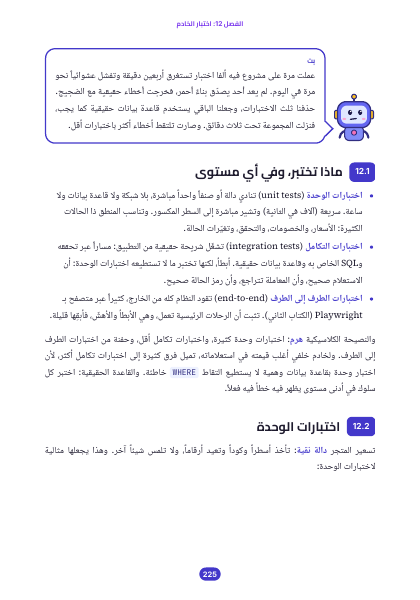 الفصل 12: اختبار الخادم
بِت
عملت مرة على مشروع فيه ألفا اختبار تستغرق أربعين دقيقة وتفشل عشوائياً نحو
مرة في اليوم. لم يعد أحد يصدّق بناءً أحمر، فخرجت أخطاء حقيقية مع الضجيج.
حذفنا ثلث الاختبارات، وجعلنا الباقي يستخدم قاعدة بيانات حقيقية كما يجب،
فنزلت المجموعة تحت ثلاث دقائق. وصارت تلتقط أخطاء أكثر باختبارات أقل.
12.1 ماذا تختبر، وفي أي مستوى
• اختبارات الوحدة (unit tests) تنادي دالة أو صنفاً واحداً مباشرة، بلا شبكة ولا قاعدة بيانات ولا
ساعة. سريعة (آلاف في الثانية) وتشير مباشرة إلى السطر المكسور. وتناسب المنطق ذا الحالات
الكثيرة: الأسعار، والخصومات، والتحقق، وتغيّرات الحالة.
• اختبارات التكامل (integration tests) تشغّل شريحة حقيقية من التطبيق: مساراً عبر تحققه
وSQL الخاص به وقاعدة بيانات حقيقية. أبطأ، لكنها تختبر ما لا تستطيعه اختبارات الوحدة: أن
الاستعلام صحيح، وأن المعاملة تتراجع، وأن رمز الحالة صحيح.
• اختبارات الطرف إلى الطرف (end-to-end) تقود النظام كله من الخارج، كثيراً عبر متصفح بـ
Playwright (الكتاب الثاني). تثبت أن الرحلات الرئيسية تعمل، وهي الأبطأ والأهشّ، فأبقِها قليلة.
والنصيحة الكلاسيكية هرم: اختبارات وحدة كثيرة، واختبارات تكامل أقل، وحفنة من اختبارات الطرف
إلى الطرف. ولخادم خلفي أغلب قيمته في استعلاماته، تميل فرق كثيرة إلى اختبارات تكامل أكثر، لأن
اختبار وحدة بقاعدة بيانات وهمية لا يستطيع التقاط WHERE خاطئة. والقاعدة الحقيقية: اختبر كل
سلوك في أدنى مستوى يظهر فيه خطأ فيه فعلاً.
12.2 اختبارات الوحدة
تسعير المتجر دالة نقية: تأخذ أسطراً وكوداً وتعيد أرقاماً، ولا تلمس شيئاً آخر. وهذا يجعلها مثالية
لاختبارات الوحدة:
225